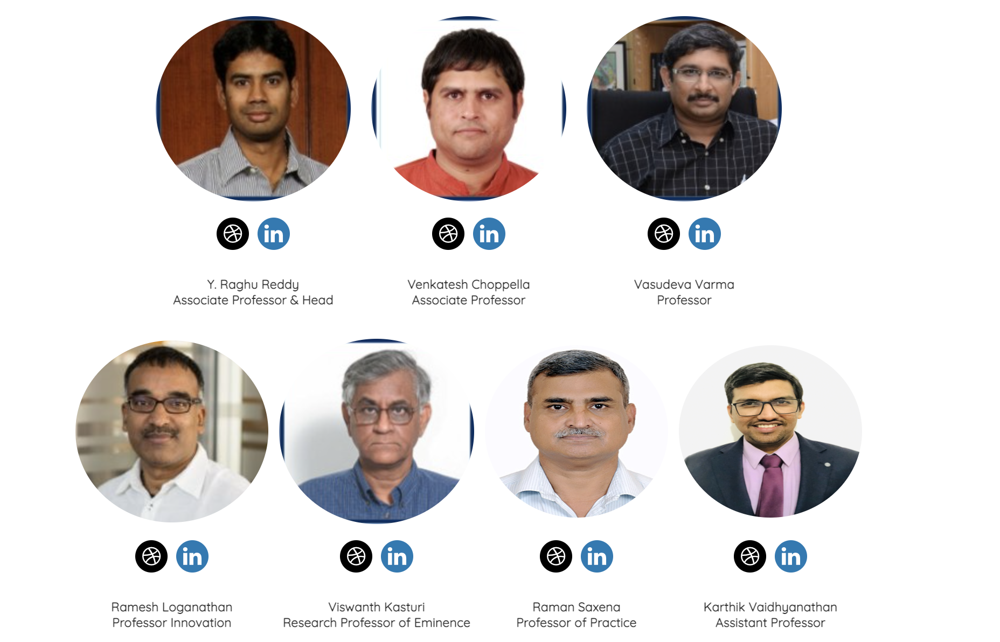 in in in
Y. Raghu Reddy
Associate Professor & Head
Venkatesh Choppella
Associate Professor
Vasudeva Varma
Professor
in in in in
Ramesh Loganathan
Professor Innovation
Viswanth Kasturi
Research Professor of Eminence
Raman Saxena
Professor of Practice
Karthik Vaidhyanathan
Assistant Professor